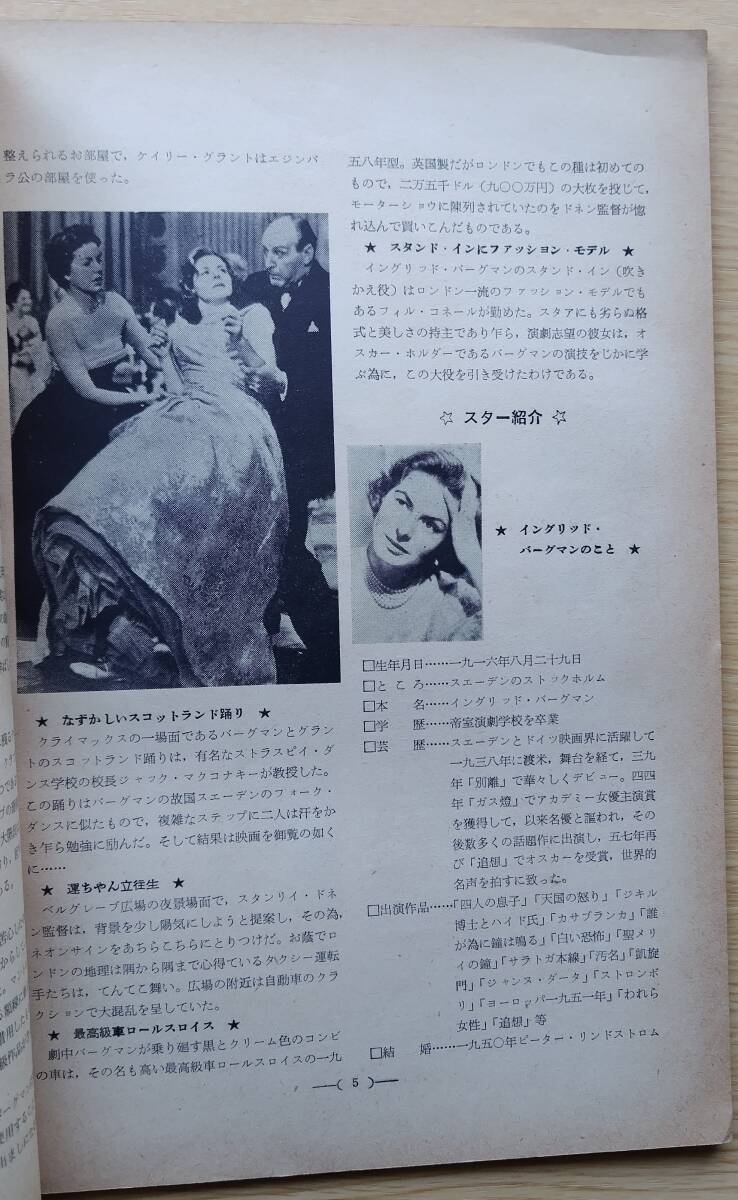 整えられるお部屋で，ケイリー・グラントはエジンバ
ラ公の部屋を使った。
★　なずかしいスコットランド踊り　★
クライマックスの一場面であるバーグマンとグラン
トのスコットランド踊りは，有名なストラスピイ・ダ
ンス学校の校長ジャック・マクコナキーが教授した。
この踊りはバーグマンの故国スエーデンのフォーク・
ダンスに似たもので，複雑なステップに二人は汗をか
き乍ら勉強に励んだ。そして結果は映画を御覧の如く
に……
★　運ちゃん立往生　★
ベルグレーブ広場の夜景場面で，スタンリイ・ドネ
ン監督は，背景を少し陽気にしようと提案し，その為，
ネオンサインをあちらこちらにとりつけた。お蔭でロ
ンドンの地理は隅から隅まで心得ているタクシー運転
手たちは，てんてこ舞い。広場の附近は自動車のクラ
クションで大混乱を呈していた。
★　最高級車ロールスロイス　★
劇中バーグマンが乗り廻す黒とクリーム色のコンビ
の車は，その名も高い最高級車ロールスロイスの一九
五八年型。英国製だがロンドンでもこの種は初めての
もので，二万五千ドル（九〇〇万円）の大枚を投じて，
モーターショウに陳列されていたのをドネン監督が惚
れ込んで買いこんだものである。
★　スタンド・インにファッション・モデル　★
イングリッド・バーグマンのスタンド・イン（吹き
かえ役）はロンドン一流のファッション・モデルでも
あるフィル・コネールが勤めた。スタアにも劣らぬ格
式と美しさの持主であり乍ら，演劇志望の彼女は，オ
スカー・ホルダーであるバーグマンの演技をじかに学
ぶ為に，この大役を引き受けたわけである。
☆　スター紹介　☆
★　イングリッド・
バーグマンのこと　★
□生年月日……一九一六年八月二十九日
□と こ ろ……スエーデンのストックホルム
□本　　名……イングリッド・バーグマン
□学　　歴……帝室演劇学校を卒業
□芸　　歴……スエーデンとドイツ映画界に活躍して
一九三八年に渡米，舞台を経て，三九
年「別離」で華々しくデビュー。四四
年「ガス燈」でアカデミー女優主演賞
を獲得して，以来名優と謳われ，その
後数多くの話題作に出演し，五七年再
び「追想」でオスカーを受賞，世界的
名声を拍すに致った。
□出演作品……「四人の息子」「天国の怒り」「ジキル
博士とハイド氏」「カサブランカ」「誰
が為に鐘は鳴る」「白い恐怖」「聖メリ
イの鐘」「サラトガ本線」「汚名」「凱旋
門」「ジャンヌ・ダーク」「ストロンボ
リ」「ヨーロッパ一九五一年」「われら
女性」「追想」等
□結　　婚……一九五〇年ピーター・リンドストロム
―（ 5 ）―